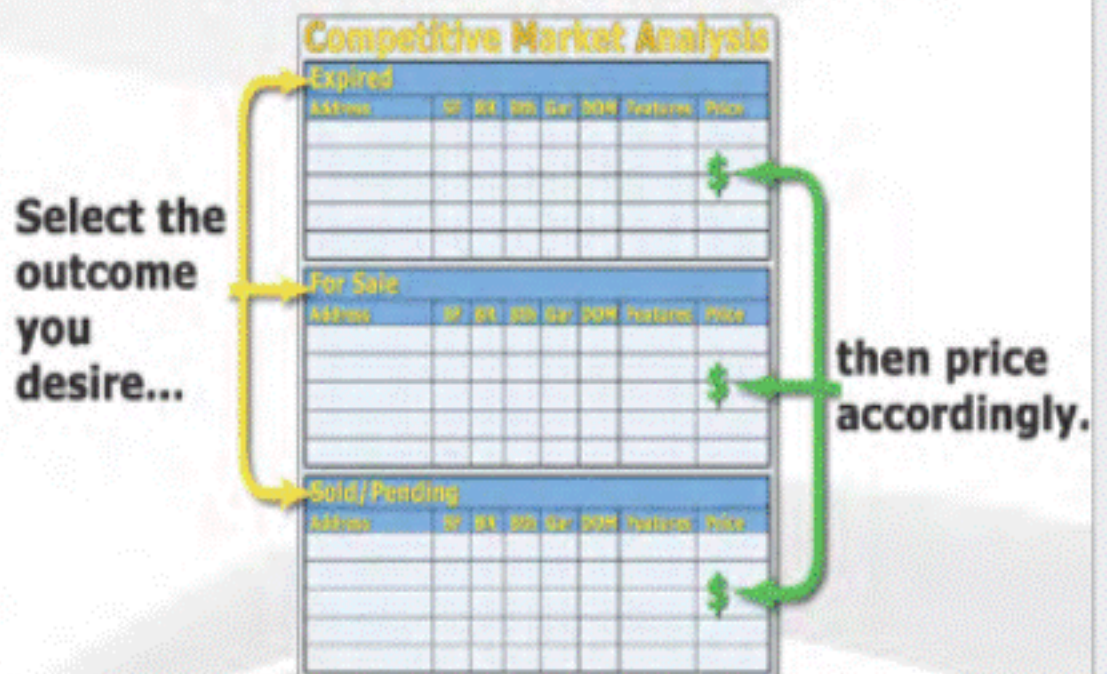 Competitive Market Analysis
Expired
Address SF BR Bth Gar DOM Features Price
$
Select the
outcome
you
desire...
For Sale
Address SF BR Bth Gar DOM Features Price
$
then price
accordingly.
Sold/Pending
Address SF BR Bth Gar DOM Features Price
$